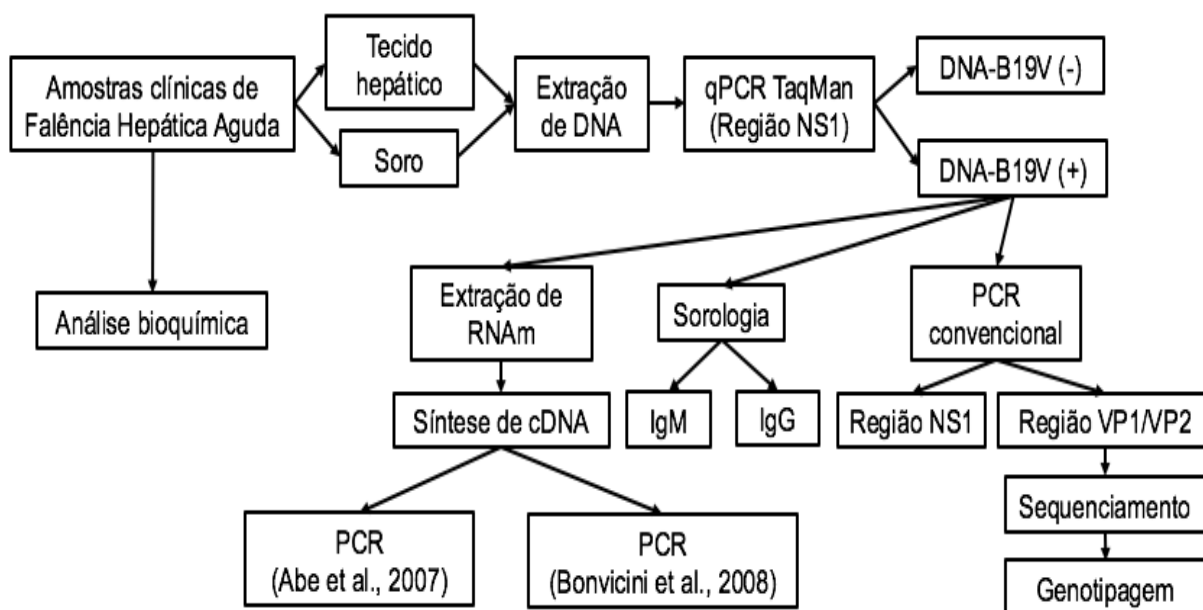 Amostras clínicas de
Falência Hepática Aguda
Tecido
hepático
Soro
Extração
de DNA
qPCR TaqMan
(Região NS1)
DNA-B19V (-)
DNA-B19V (+)
Análise bioquímica
Extração de
RNAm
Sorologia
PCR
convencional
Síntese de cDNA
IgM
IgG
Região NS1
Região VP1/VP2
PCR
(Abe et al., 2007)
PCR
(Bonvicini et al., 2008)
Sequenciamento
Genotipagem